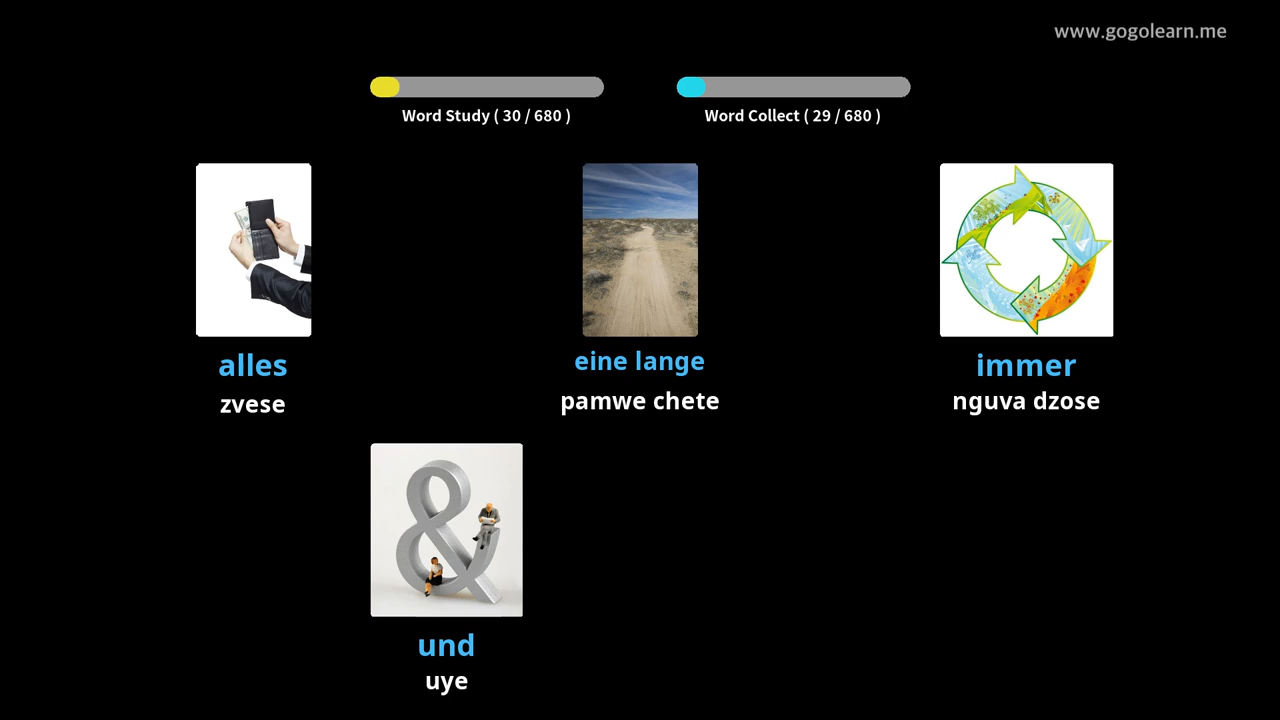 www.gogolearn.me
Word Study ( 30 / 680 )
Word Collect ( 29 / 680 )
alles
zvese
eine lange
pamwe chete
immer
nguva dzose
und
uye